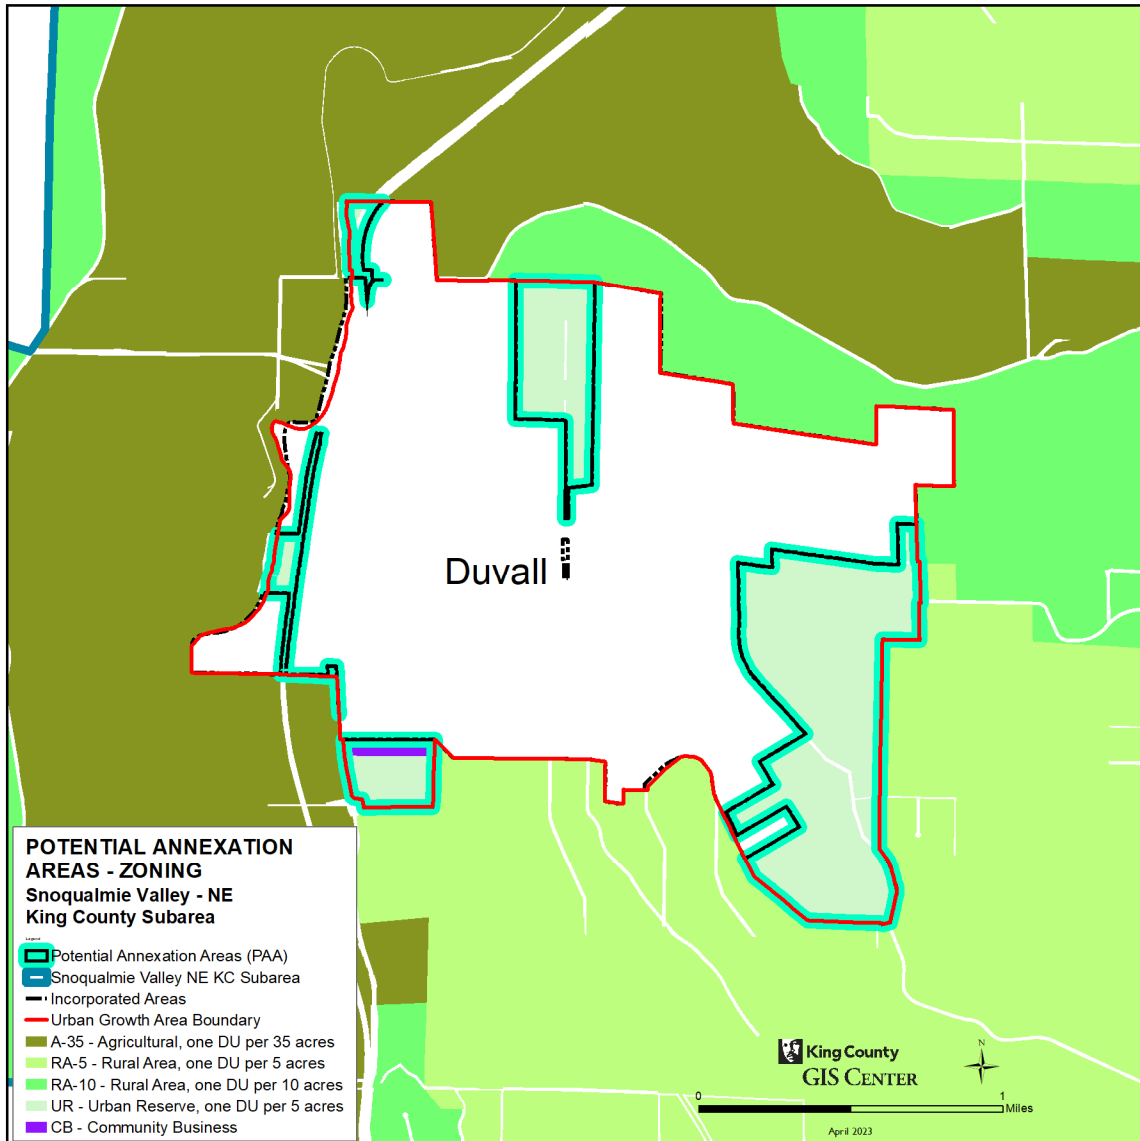 Duvall
POTENTIAL ANNEXATION
AREAS - ZONING
Snoqualmie Valley - NE
King County Subarea
Legend
Potential Annexation Areas (PAA)
Snoqualmie Valley NE KC Subarea
Incorporated Areas
Urban Growth Area Boundary
A-35 - Agricultural, one DU per 35 acres
RA-5 - Rural Area, one DU per 5 acres
RA-10 - Rural Area, one DU per 10 acres
UR - Urban Reserve, one DU per 5 acres
CB - Community Business
King County
GIS CENTER
N
0 1
Miles
April 2023